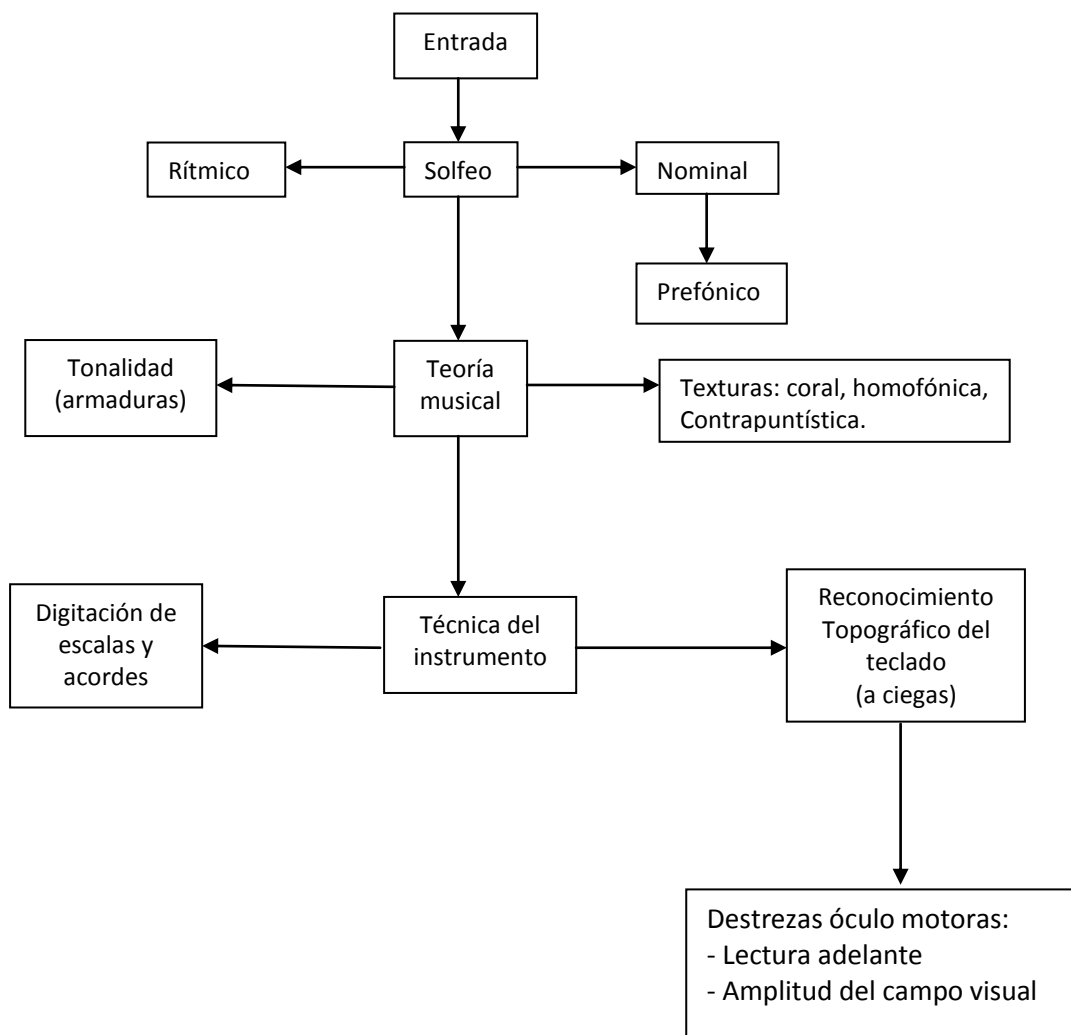 Entrada
Rítmico
Solfeo
Nominal
Prefónico
Tonalidad
(armaduras)
Teoría
musical
Texturas: coral, homofónica,
Contrapuntística.
Digitación de
escalas y
acordes
Técnica del
instrumento
Reconocimiento
Topográfico del
teclado
(a ciegas)
Destrezas óculo motoras:
- Lectura adelante
- Amplitud del campo visual